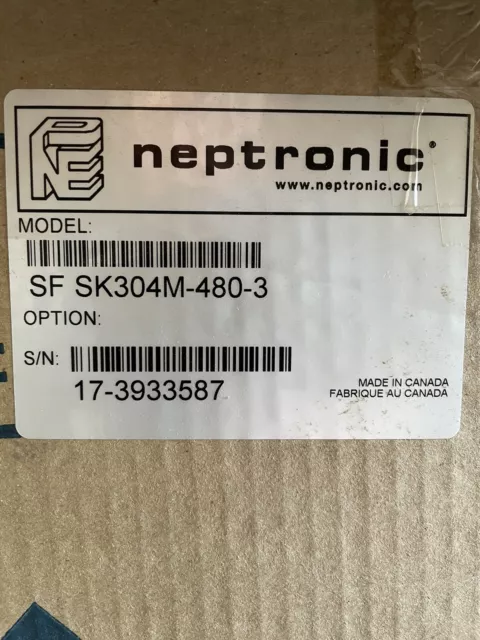 neptronic®
www.neptronic.com
MODEL:
SF SK304M-480-3
OPTION:
S/N:
17-3933587
MADE IN CANADA
FABRIQUE AU CANADA